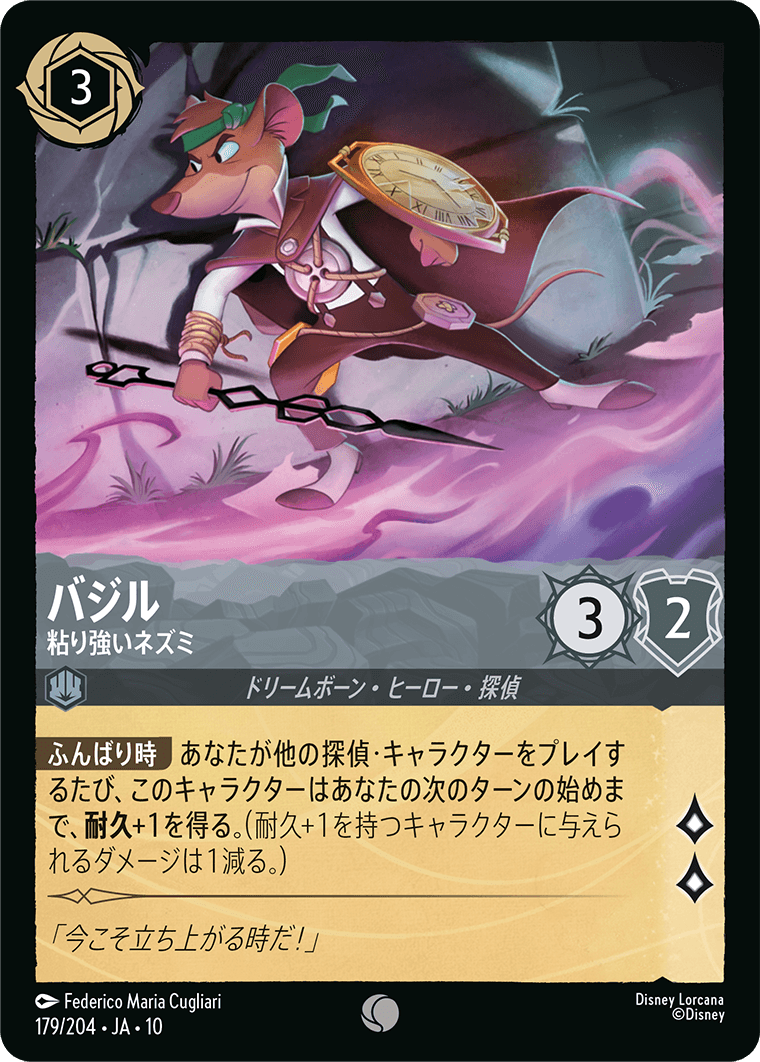 3
バジル
粘り強いネズミ
3
2
ドリームボーン・ヒーロー・探偵
ふんばり時 あなたが他の探偵・キャラクターをプレイす
るたび、このキャラクターはあなたの次のターンの始めま
で、耐久+1を得る。（耐久+1を持つキャラクターに与えら
れるダメージは1減る。）
「今こそ立ち上がる時だ！」
Federico Maria Cugliari
179/204 • JA • 10
Disney Lorcana
©Disney